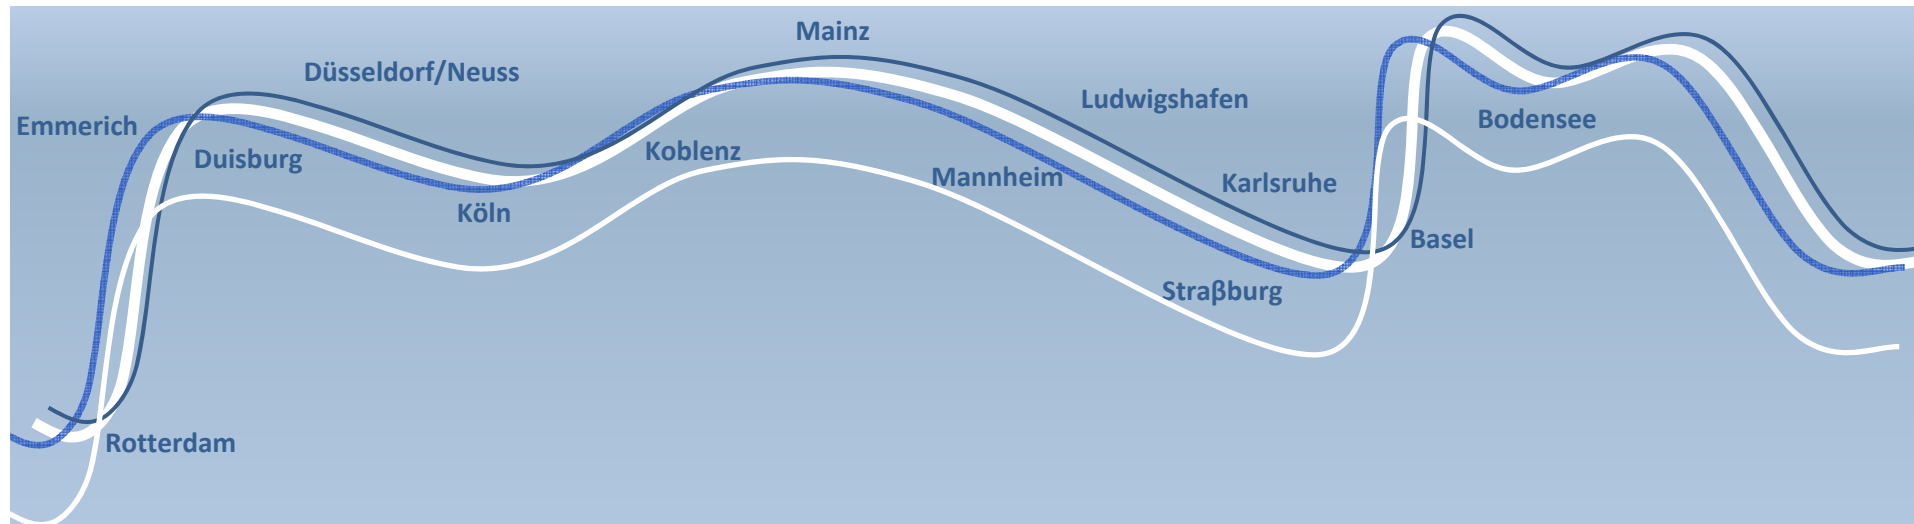 Mainz
Düsseldorf/Neuss
Ludwigshafen
Emmerich
Bodensee
Duisburg
Koblenz
Mannheim
Karlsruhe
Köln
Basel
Straβburg
Rotterdam